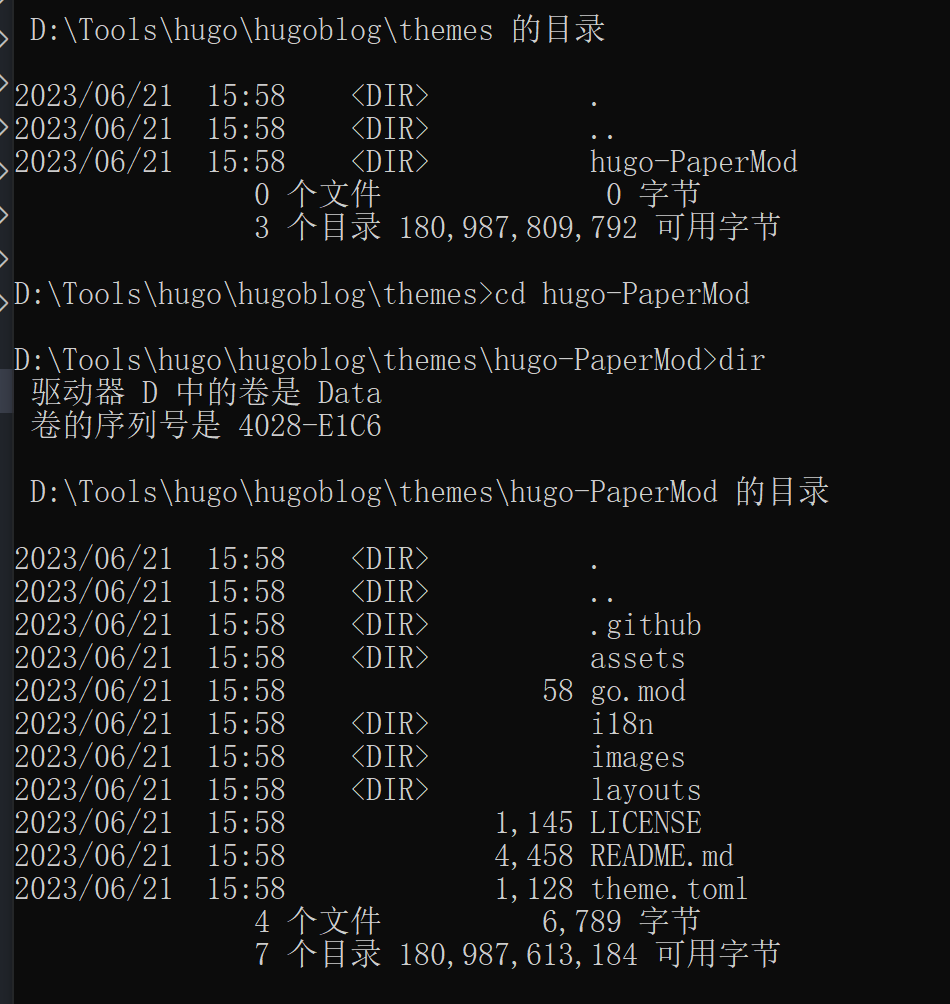 D:\Tools\hugo\hugoblog\themes 的目录
2023/06/21  15:58    <DIR>          .
2023/06/21  15:58    <DIR>          ..
2023/06/21  15:58    <DIR>          hugo-PaperMod
               0 个文件              0 字节
               3 个目录 180,987,809,792 可用字节
D:\Tools\hugo\hugoblog\themes>cd hugo-PaperMod
D:\Tools\hugo\hugoblog\themes\hugo-PaperMod>dir
 驱动器 D 中的卷是 Data
 卷的序列号是 4028-E1C6
 D:\Tools\hugo\hugoblog\themes\hugo-PaperMod 的目录
2023/06/21  15:58    <DIR>          .
2023/06/21  15:58    <DIR>          ..
2023/06/21  15:58    <DIR>          .github
2023/06/21  15:58    <DIR>          assets
2023/06/21  15:58                58 go.mod
2023/06/21  15:58    <DIR>          i18n
2023/06/21  15:58    <DIR>          images
2023/06/21  15:58    <DIR>          layouts
2023/06/21  15:58             1,145 LICENSE
2023/06/21  15:58             4,458 README.md
2023/06/21  15:58             1,128 theme.toml
               4 个文件          6,789 字节
               7 个目录 180,987,613,184 可用字节